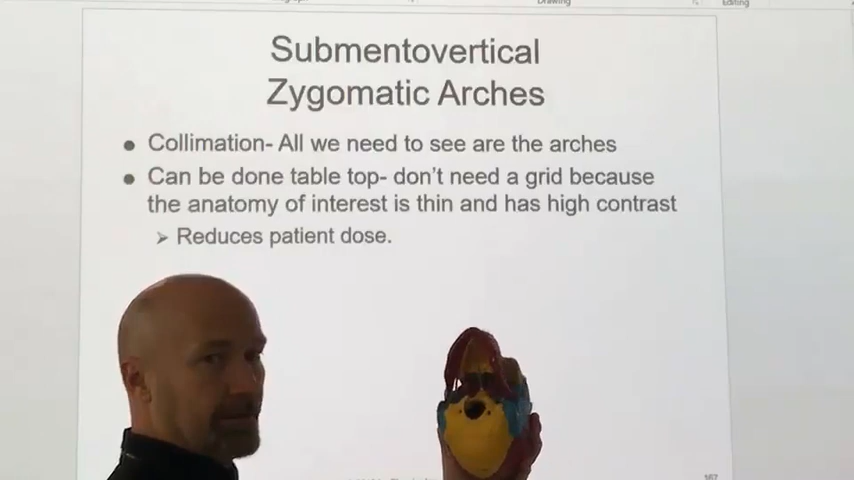 Drawing
Editing
Submentovertical
Zygomatic Arches
● Collimation- All we need to see are the arches
● Can be done table top- don't need a grid because
the anatomy of interest is thin and has high contrast
➢ Reduces patient dose.
167